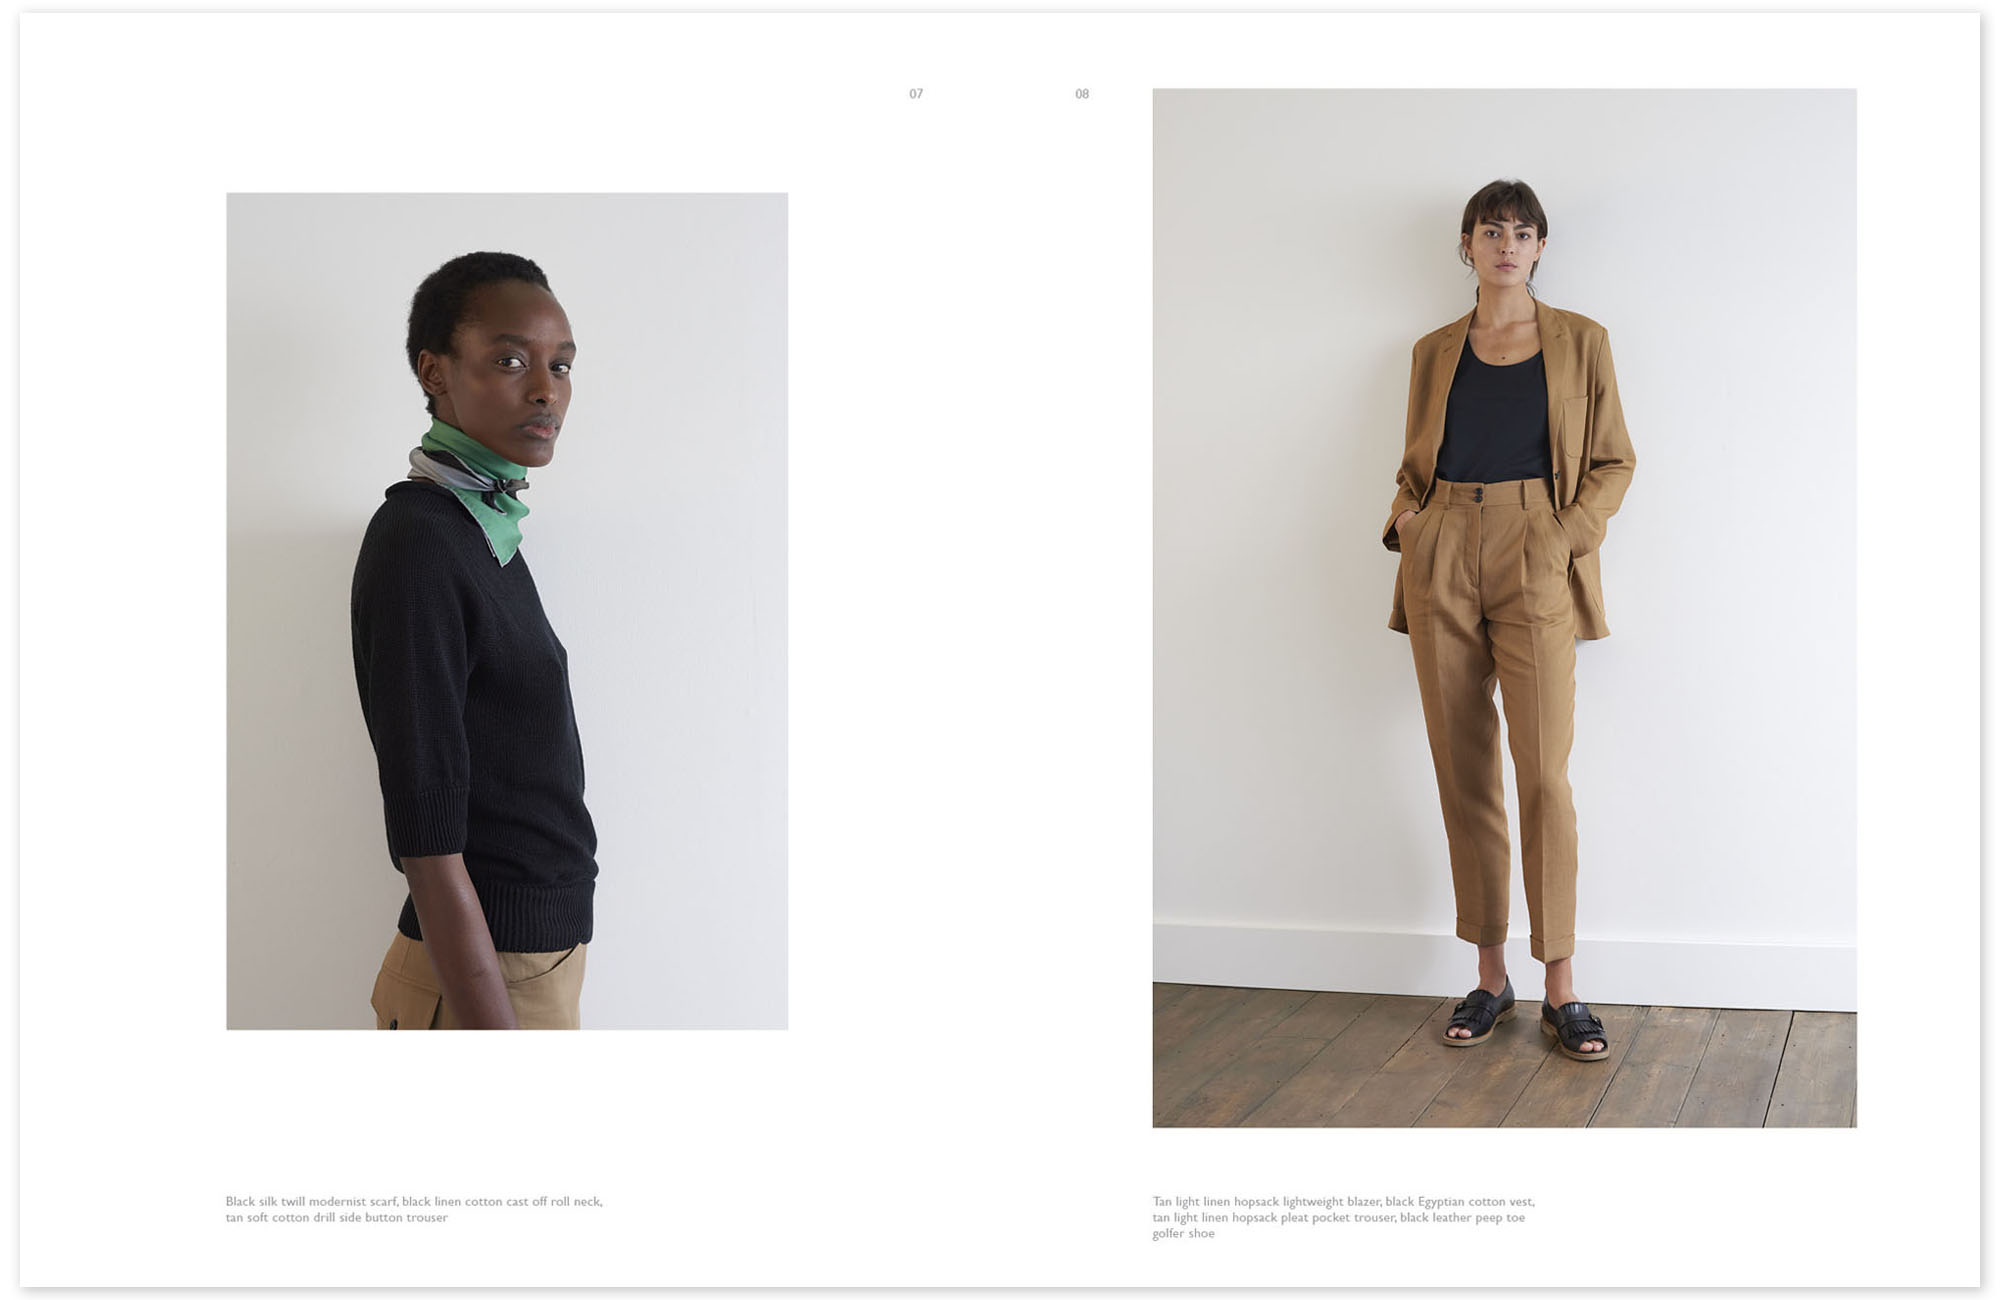 07
08
Black silk twill modernist scarf, black linen cotton cast off roll neck,
tan soft cotton drill side button trouser
Tan light linen hopsack lightweight blazer, black Egyptian cotton vest,
tan light linen hopsack pleat pocket trouser, black leather peep toe
golfer shoe